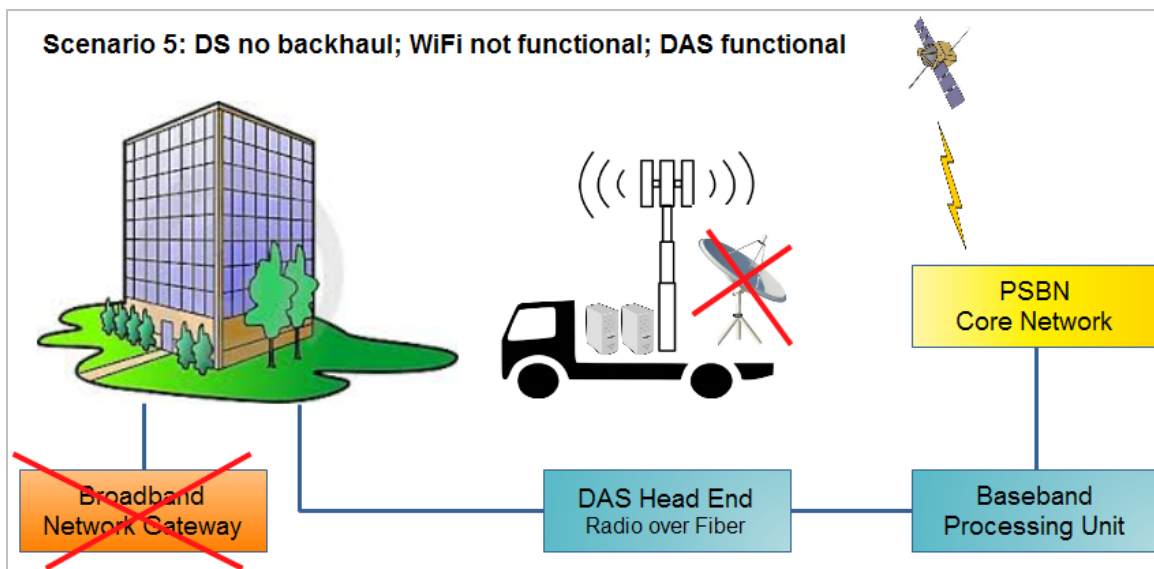 Scenario 5: DS no backhaul; WiFi not functional; DAS functional
PSBN
Core Network
Broadband
Network Gateway
DAS Head End
Radio over Fiber
Baseband
Processing Unit